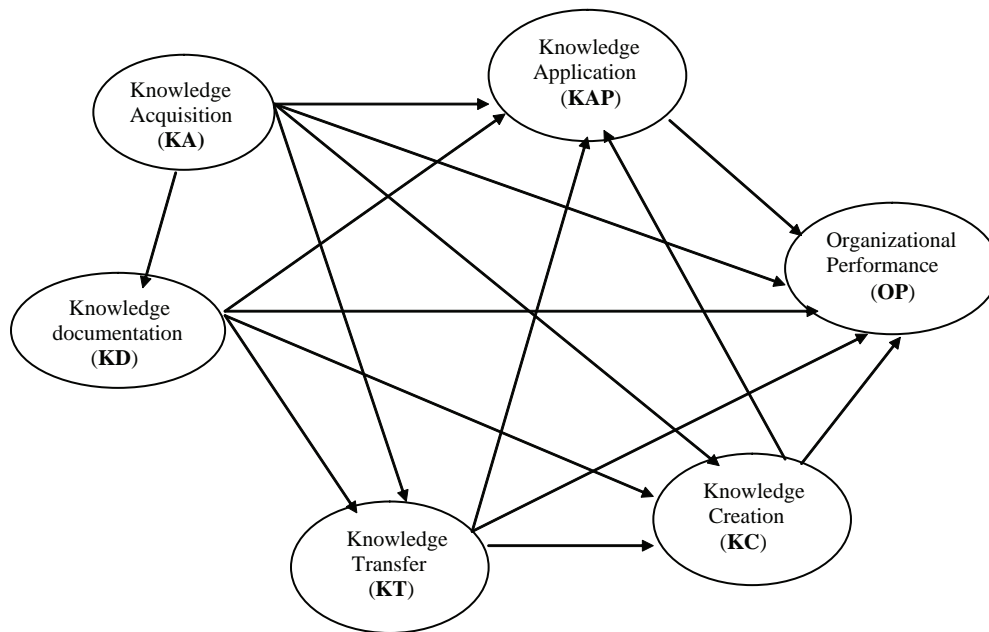 Knowledge
Acquisition
(KA)
Knowledge
Application
(KAP)
Organizational
Performance
(OP)
Knowledge
documentation
(KD)
Knowledge
Transfer
(KT)
Knowledge
Creation
(KC)